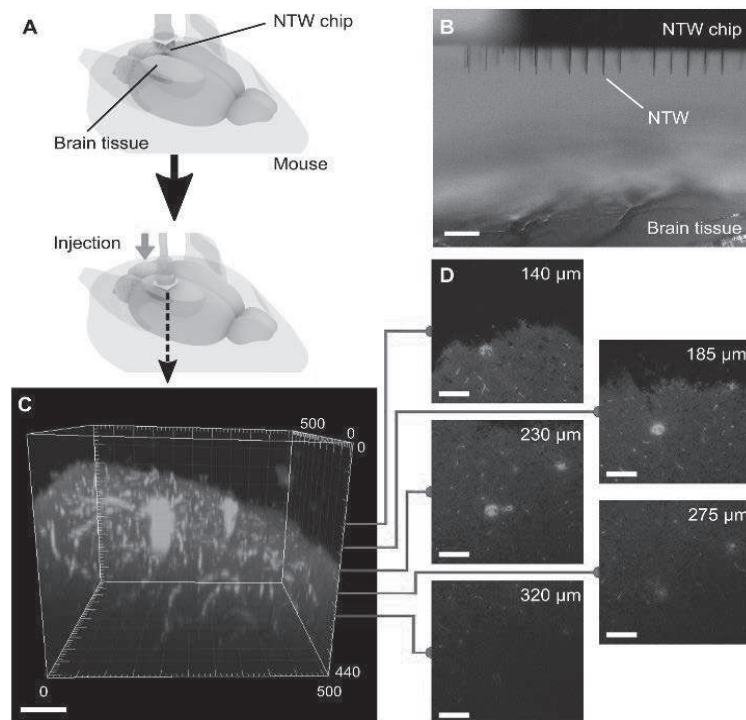 A
NTW chip
Brain tissue
Mouse
Injection
B
NTW chip
NTW
Brain tissue
C
500
0
0
440
0
500
D
140 µm
185 µm
230 µm
275 µm
320 µm